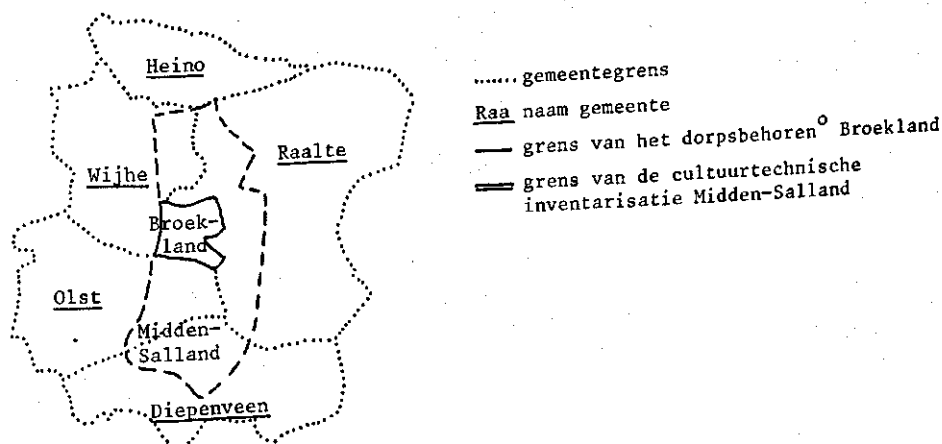 Heino
Raalte
Wijhe
Broek-
land
Olst
Midden-
Salland
Diepenveen
...... gemeentegrens
Raa naam gemeente
grens van het dorpsbehoren° Broekland
grens van de cultuurtechnische
inventarisatie Midden-Salland